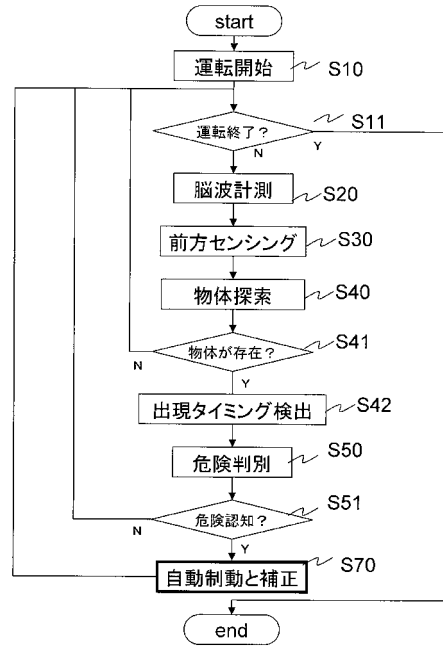 start
運転開始 S10
運転終了? S11
N Y
脳波計測 S20
前方センシング S30
物体探索 S40
物体が存在? S41
N Y
出現タイミング検出 S42
危険判別 S50
危険認知? S51
N Y
自動制動と補正 S70
end